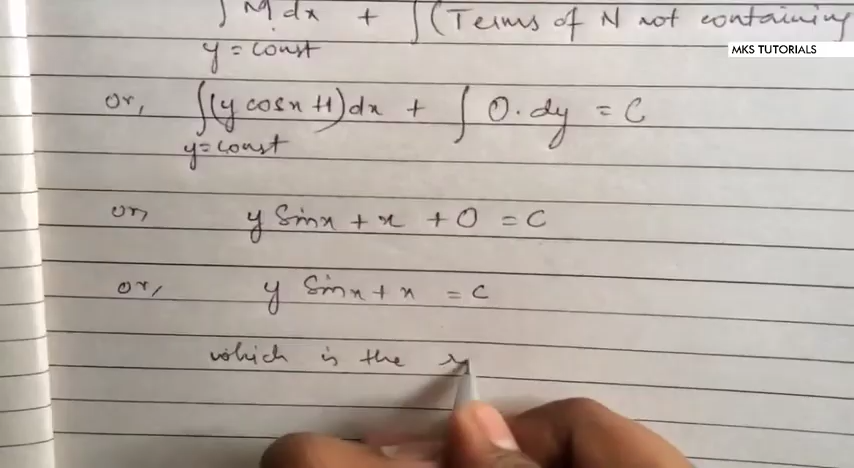 ∫ M dx + ∫(Terms of N not containing
y = const
MKS TUTORIALS
or, ∫(y cosx +1)dx + ∫ 0. dy = C
y = const
or, y Sinx + x + 0 = C
or, y Sinx + x = c
which is the